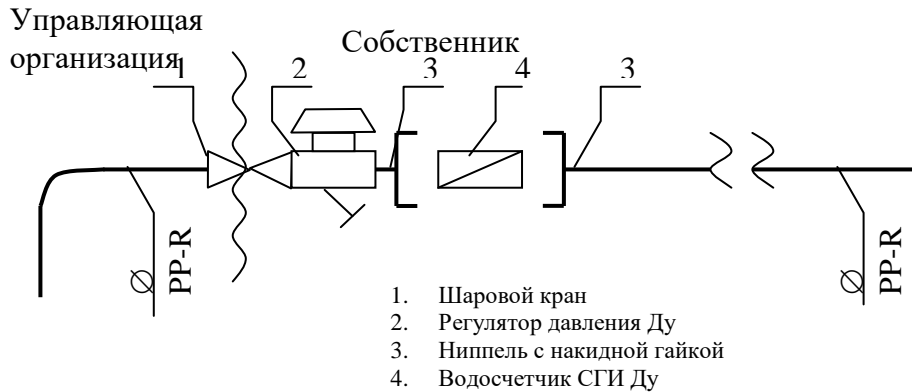 Управляющая
организация
Собственник
1 2 3 4 3
∅ PP-R
∅ PP-R
1. Шаровой кран
2. Регулятор давления Ду
3. Ниппель с накидной гайкой
4. Водосчетчик СГИ Ду